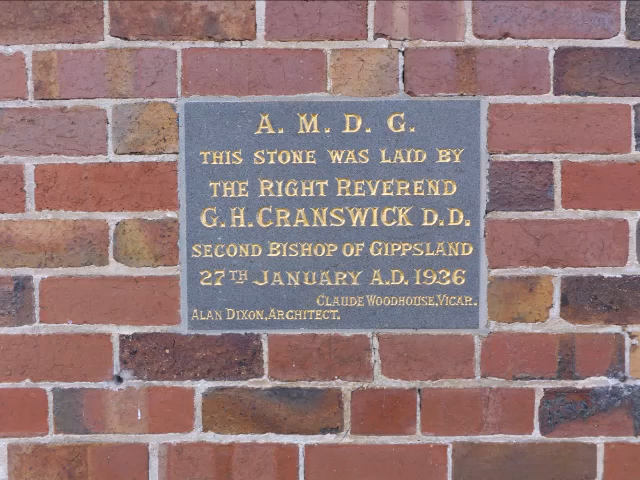 A. M. D. G.
THIS STONE WAS LAID BY
THE RIGHT REVEREND
G.H. CRANSWICK D.D.
SECOND BISHOP OF GIPPSLAND
27TH JANUARY A.D. 1926
CLAUDE WOODHOUSE, VICAR.
ALAN DIXON, ARCHITECT.